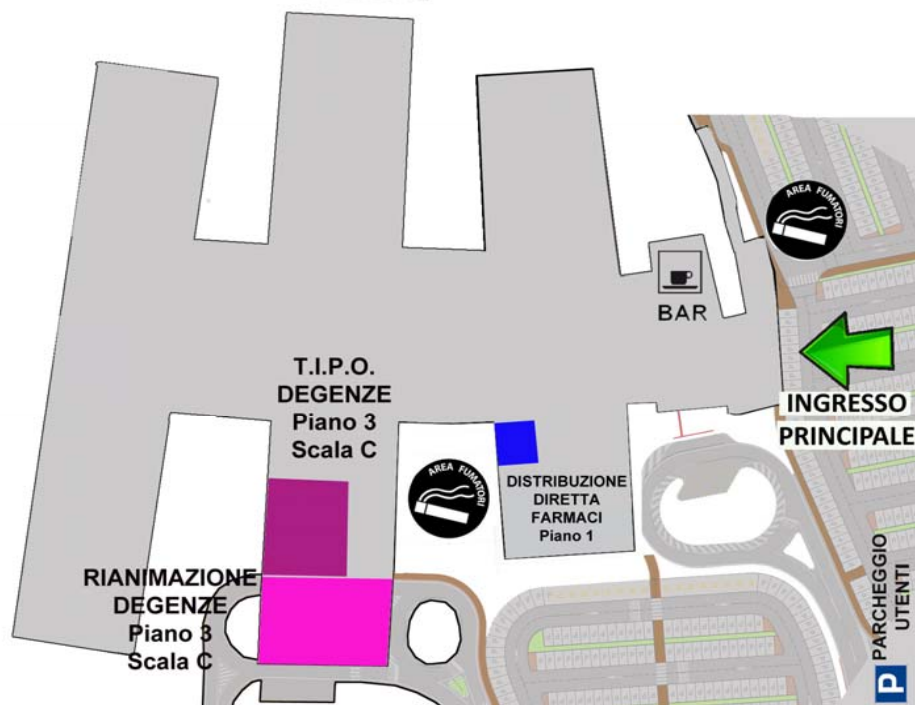 AREA FUMATORI
BAR
T.I.P.O.
DEGENZE
Piano 3
Scala C
INGRESSO
PRINCIPALE
AREA FUMATORI
DISTRIBUZIONE
DIRETTA
FARMACI
Piano 1
RIANIMAZIONE
DEGENZE
Piano 3
Scala C
PARCHEGGIO
UTENTI
P